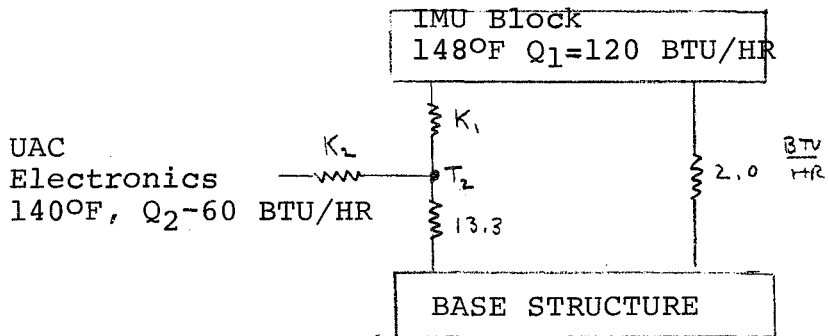 IMU Block
148°F Q1=120 BTU/HR
K1
K2
UAC
Electronics
140°F, Q2-60 BTU/HR
T2
2.0 BTU/HR
13.3
BASE STRUCTURE